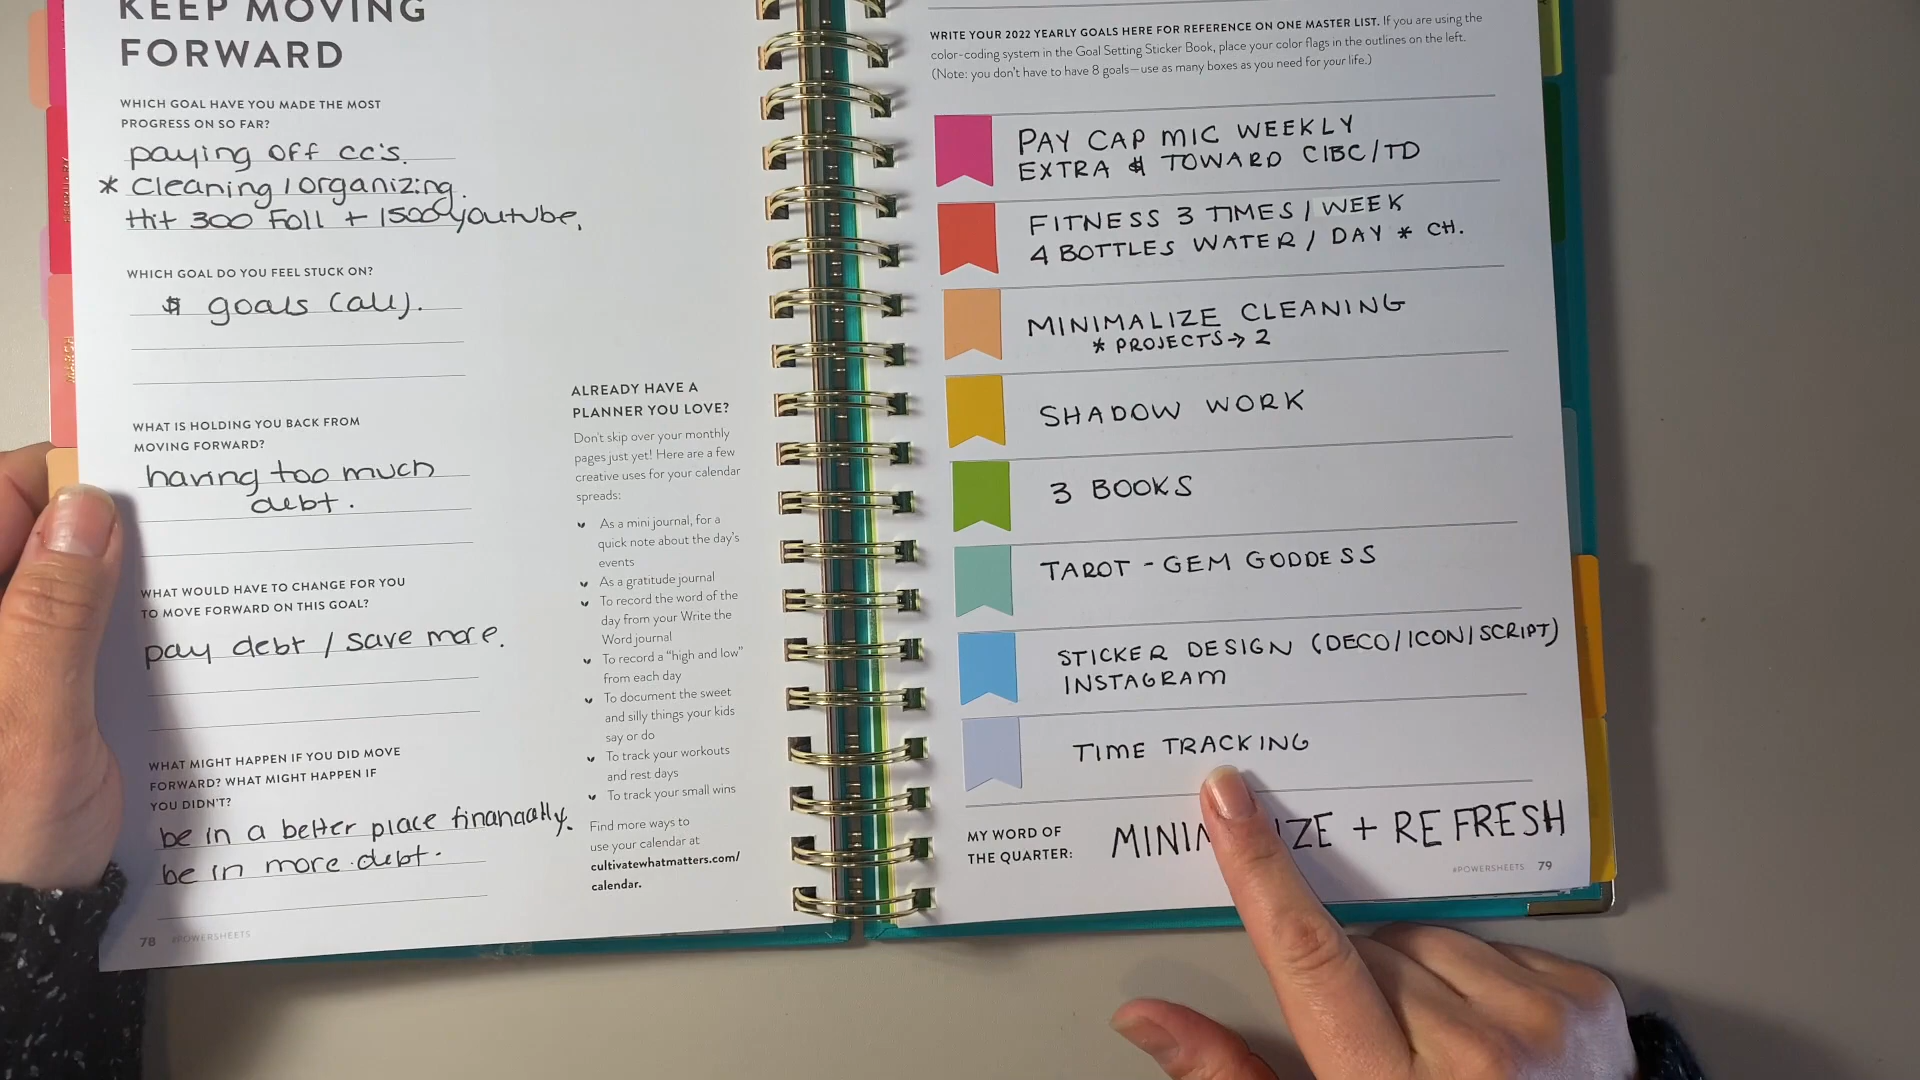 KEEP MOVING
FORWARD
WHICH GOAL HAVE YOU MADE THE MOST
PROGRESS ON SO FAR?
paying off cc's.
* Cleaning / organizing.
Hit 300 Foll + 1500 youtube.
WHICH GOAL DO YOU FEEL STUCK ON?
$ goals (all).
WHAT IS HOLDING YOU BACK FROM
MOVING FORWARD?
having too much
debt.
WHAT WOULD HAVE TO CHANGE FOR YOU
TO MOVE FORWARD ON THIS GOAL?
pay debt / save more.
WHAT MIGHT HAPPEN IF YOU DID MOVE
FORWARD? WHAT MIGHT HAPPEN IF
YOU DIDN'T?
be in a better place financially.
be in more debt.
78 #POWERSHEETS
ALREADY HAVE A
PLANNER YOU LOVE?
Don't skip over your monthly
pages just yet! Here are a few
creative uses for your calendar
spreads:
As a mini journal, for a
quick note about the day's
events
As a gratitude journal
To record the word of the
day from your Write the
Word journal
To record a "high and low"
from each day
To document the sweet
and silly things your kids
say or do
To track your workouts
and rest days
To track your small wins
Find more ways to
use your calendar at
cultivatewhatmatters.com/
calendar.
WRITE YOUR 2022 YEARLY GOALS HERE FOR REFERENCE ON ONE MASTER LIST. If you are using the
color-coding system in the Goal Setting Sticker Book, place your color flags in the outlines on the left.
(Note: you don't have to have 8 goals—use as many boxes as you need for your life.)
PAY CAP MIC WEEKLY
EXTRA $ TOWARD CIBC/TD
FITNESS 3 TIMES / WEEK
4 BOTTLES WATER / DAY * CH.
MINIMALIZE CLEANING
* PROJECTS → 2
SHADOW WORK
3 BOOKS
TAROT - GEM GODDESS
STICKER DESIGN (DECO/ICON/SCRIPT)
INSTAGRAM
TIME TRACKING
MY WORD OF
THE QUARTER:
+ REFRESH
#POWERSHEETS 79